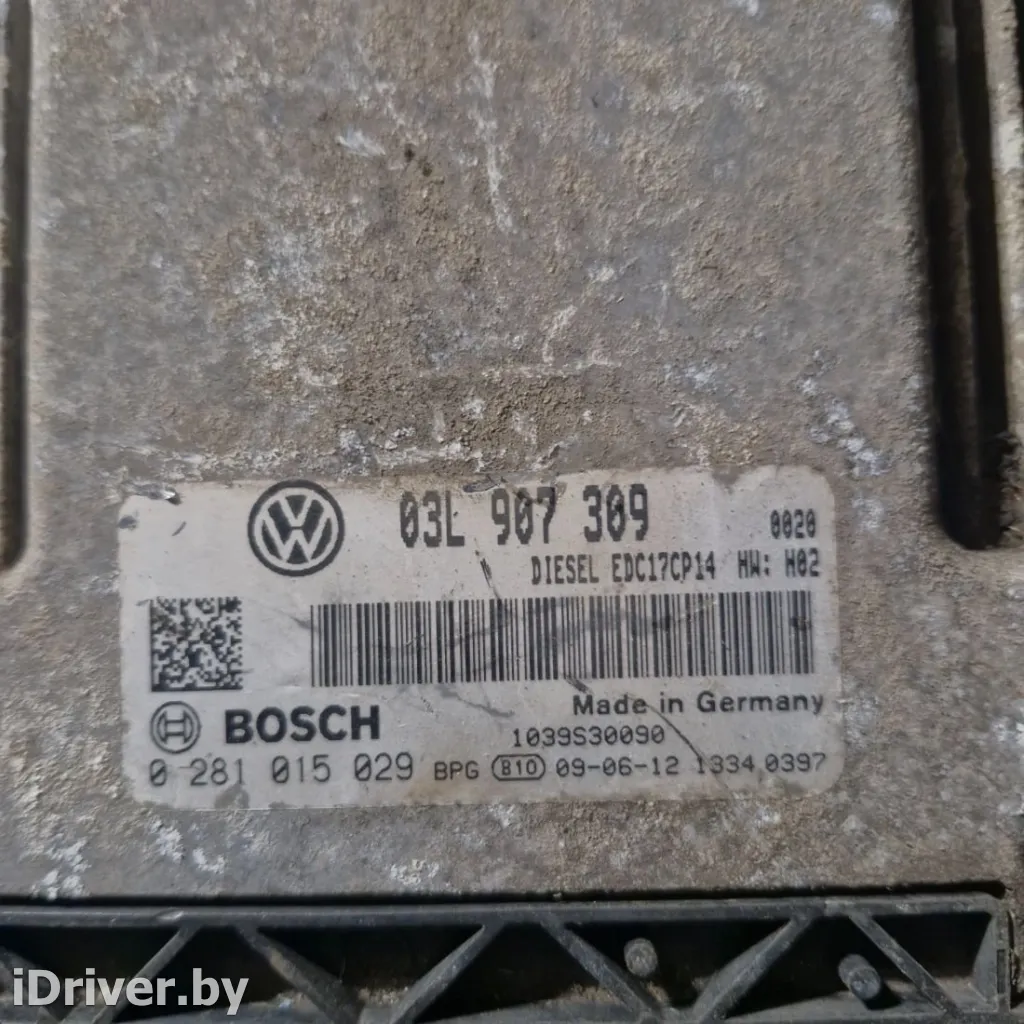 03L 907 309
0020
DIESEL EDC17CP14 HW: H02
Made in Germany
BOSCH
1039S30090
0 281 015 029 BPG B10 09-06-12 1334 0397
iDriver.by